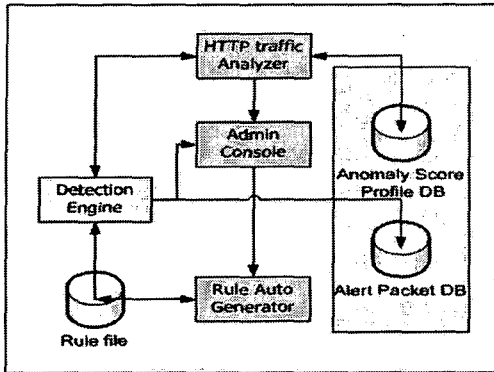 HTTP traffic
Analyzer
Admin
Console
Anomaly Score
Profile DB
Detection
Engine
Alert Packet DB
Rule Auto
Generator
Rule file